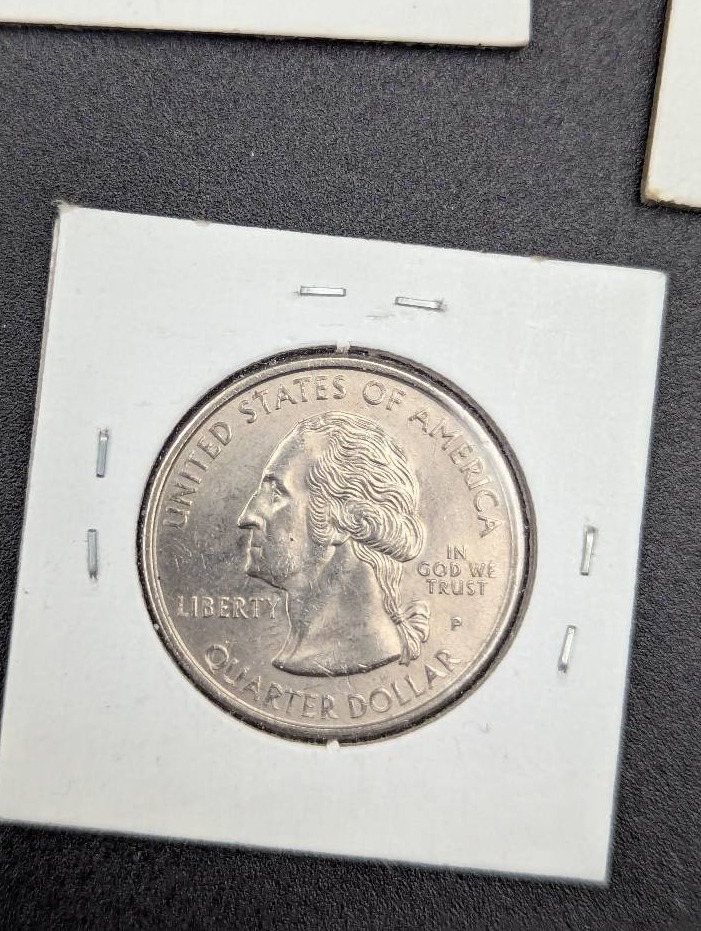 UNITED STATES OF AMERICA
LIBERTY
IN
GOD WE
TRUST
P
QUARTER DOLLAR